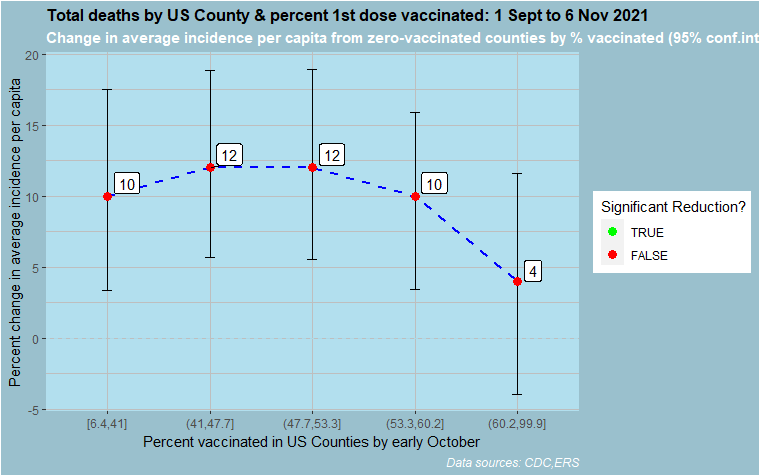 Total deaths by US County & percent 1st dose vaccinated: 1 Sept to 6 Nov 2021
Change in average incidence per capita from zero-vaccinated counties by % vaccinated (95% conf.int
Percent change in average incidence per capita
20
15
10
5
0
-5
10
12
12
10
4
[6.4,41]
(41,47.7]
(47.7,53.3]
(53.3,60.2]
(60.2,99.9]
Percent vaccinated in US Counties by early October
Data sources: CDC,ERS
Significant Reduction?
TRUE
FALSE